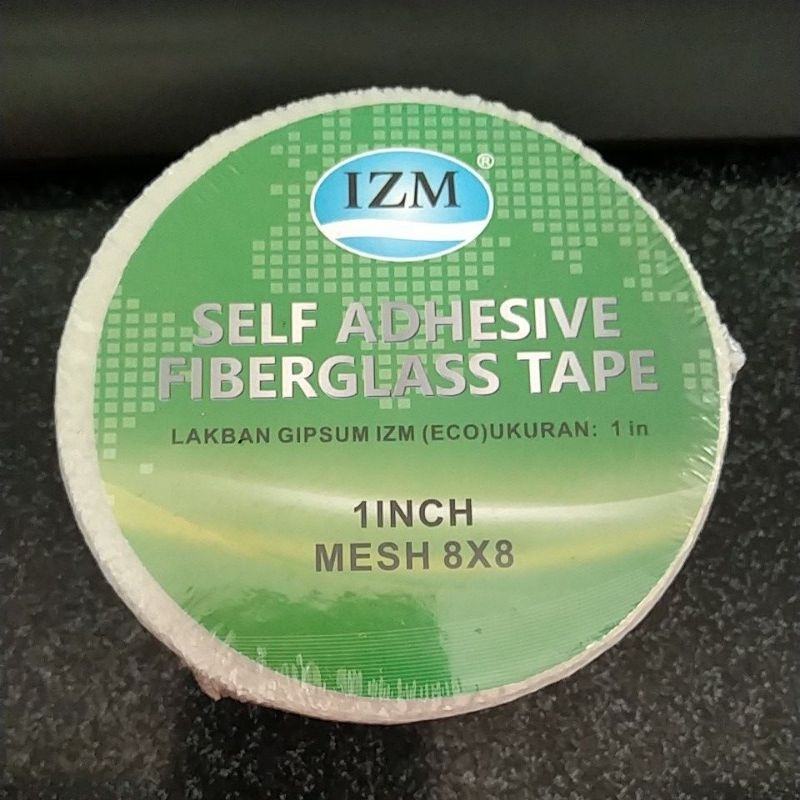 IZM®
SELF ADHESIVE
FIBERGLASS TAPE
LAKBAN GIPSUM IZM (ECO)UKURAN: 1 in
1INCH
MESH 8X8